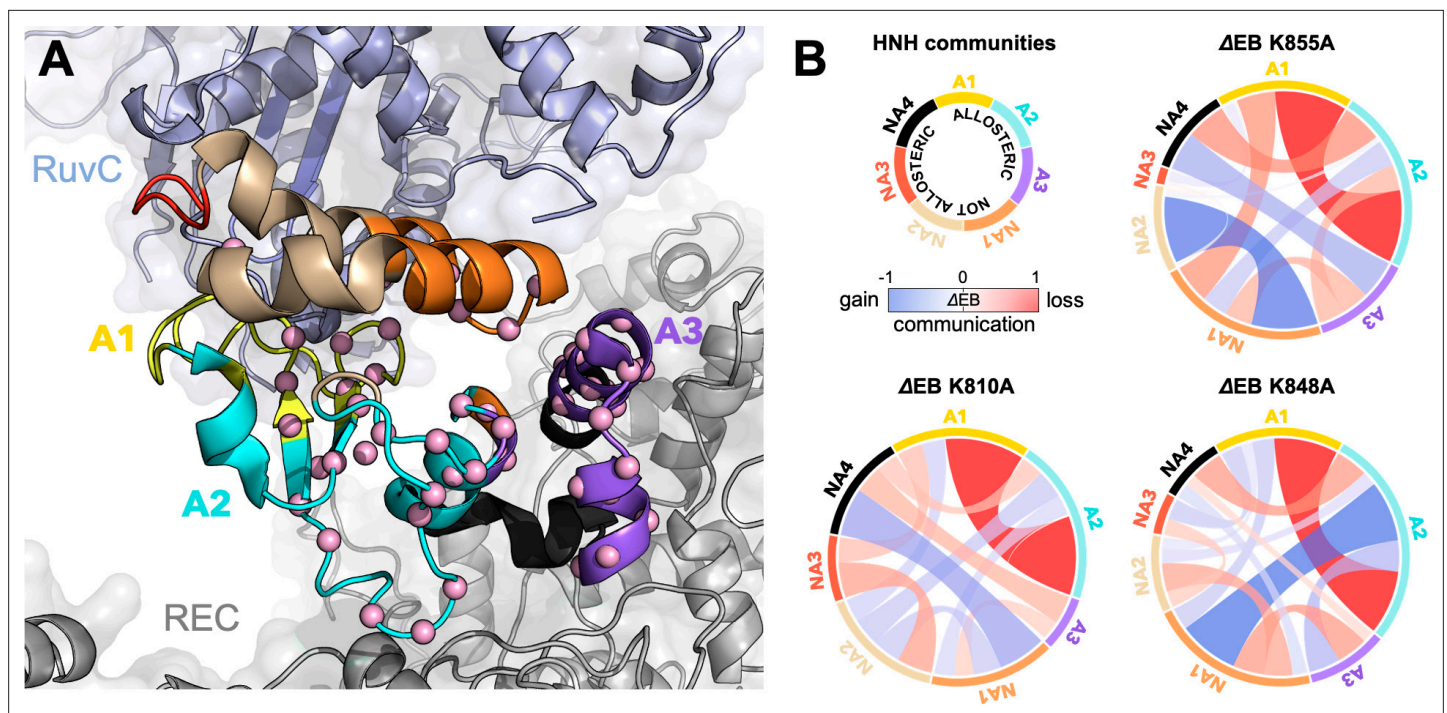 A
RuvC
A1
A2
A3
REC
B
HNH communities
A1
A2
A3
NA1
NA2
NA3
NA4
ALLOSTERIC
NOT ALLOSTERIC
-1 0 1
gain ΔEB loss
communication
ΔEB K855A
A1
A2
A3
NA1
NA2
NA3
NA4
ΔEB K810A
A1
A2
A3
NA1
NA2
NA3
NA4
ΔEB K848A
A1
A2
A3
NA1
NA2
NA3
NA4